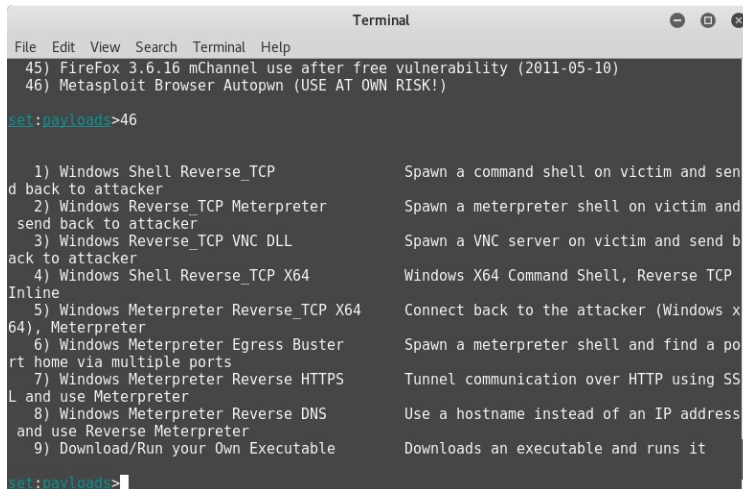 Terminal
File Edit View Search Terminal Help
45) FireFox 3.6.16 mChannel use after free vulnerability (2011-05-10)
46) Metasploit Browser Autopwn (USE AT OWN RISK!)
set:payloads>46
1) Windows Shell Reverse_TCP Spawn a command shell on victim and sen
d back to attacker
2) Windows Reverse_TCP Meterpreter Spawn a meterpreter shell on victim and
send back to attacker
3) Windows Reverse_TCP VNC DLL Spawn a VNC server on victim and send b
ack to attacker
4) Windows Shell Reverse_TCP X64 Windows X64 Command Shell, Reverse TCP
Inline
5) Windows Meterpreter Reverse_TCP X64 Connect back to the attacker (Windows x
64), Meterpreter
6) Windows Meterpreter Egress Buster Spawn a meterpreter shell and find a po
rt home via multiple ports
7) Windows Meterpreter Reverse HTTPS Tunnel communication over HTTP using SS
L and use Meterpreter
8) Windows Meterpreter Reverse DNS Use a hostname instead of an IP address
and use Reverse Meterpreter
9) Download/Run your Own Executable Downloads an executable and runs it
set:payloads>